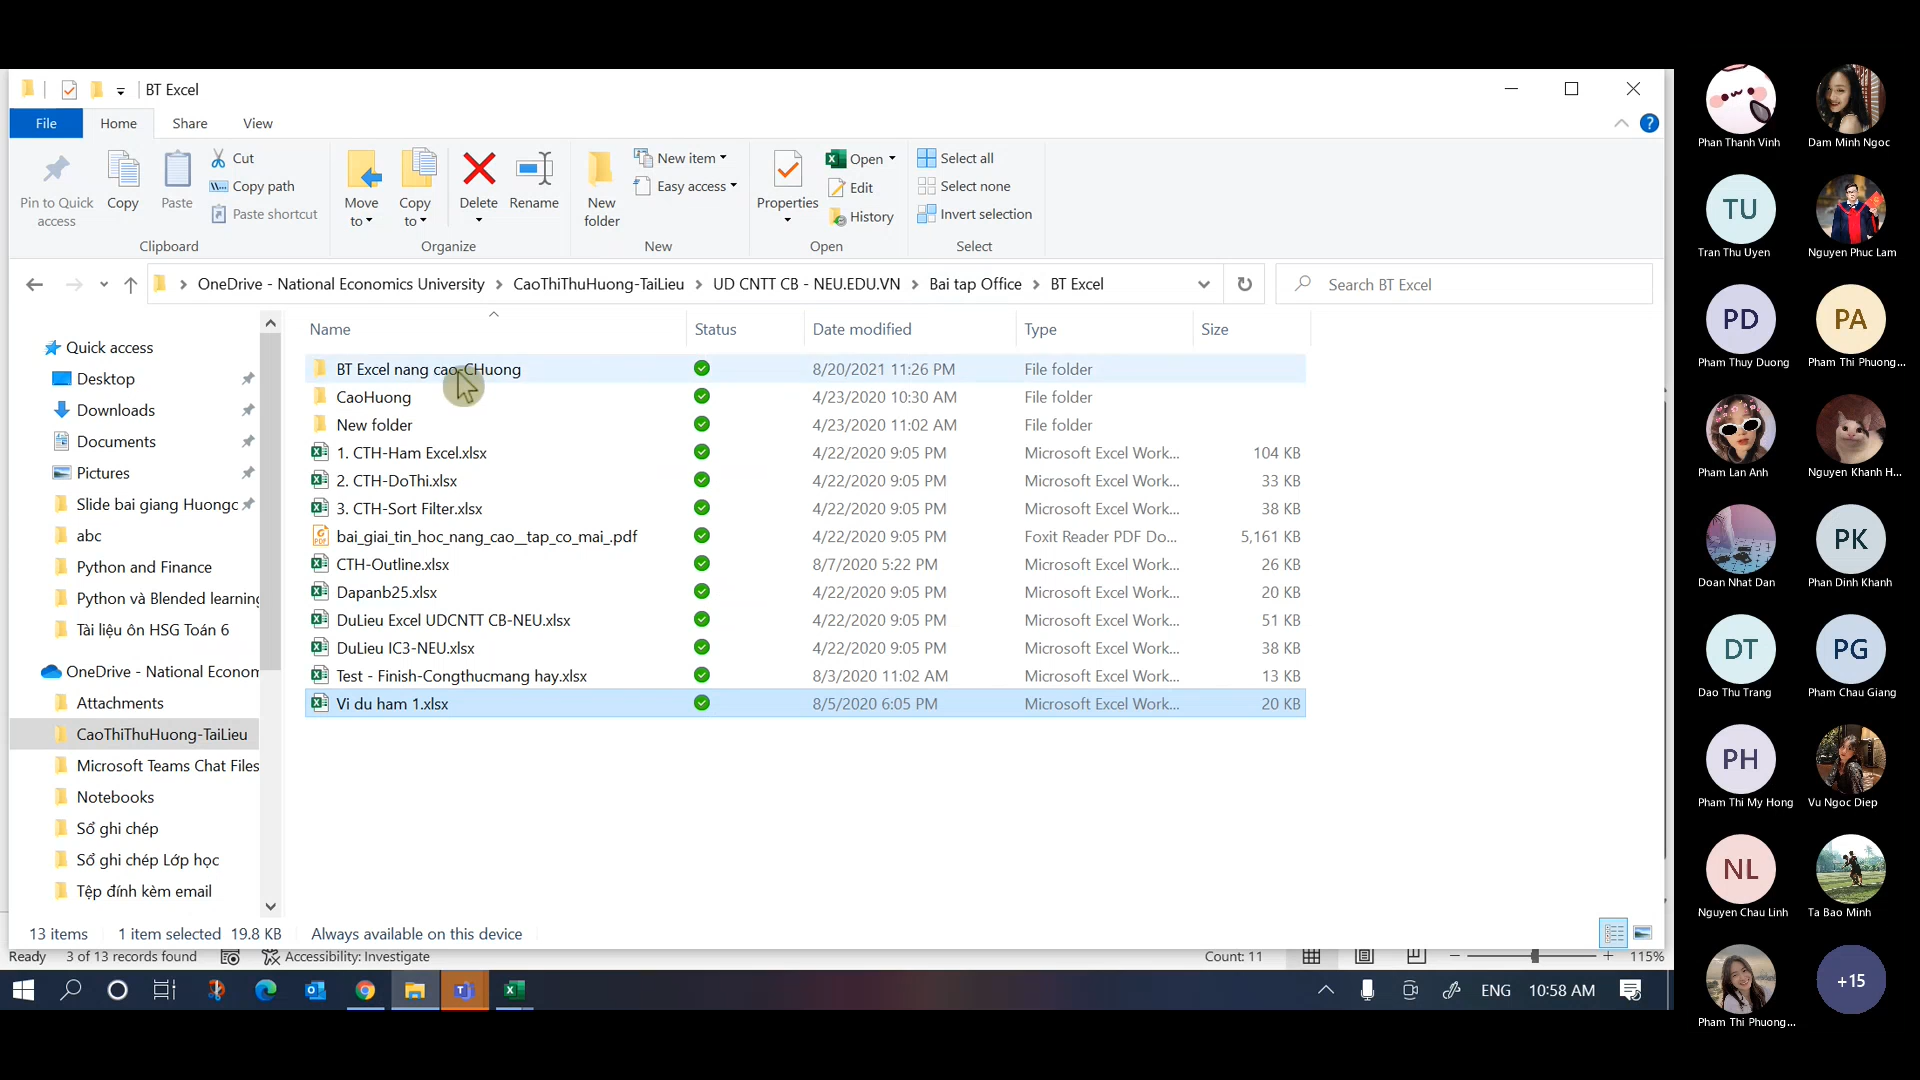 BT Excel
File Home Share View
Pin to Quick access
Copy
Paste
Cut
Copy path
Paste shortcut
Clipboard
Move to
Copy to
Delete
Rename
Organize
New folder
New item
Easy access
New
Properties
Open
Edit
History
Open
Select all
Select none
Invert selection
Select
OneDrive - National Economics University > CaoThiThuHuong-TaiLieu > UD CNTT CB - NEU.EDU.VN > Bai tap Office > BT Excel
Search BT Excel
Quick access
Desktop
Downloads
Documents
Pictures
Slide bai giang Huongc
abc
Python and Finance
Python và Blended learning
Tài liệu ôn HSG Toán 6
OneDrive - National Econom
Attachments
CaoThiThuHuong-TaiLieu
Microsoft Teams Chat Files
Notebooks
Sổ ghi chép
Sổ ghi chép Lớp học
Tệp đính kèm email
Name Status Date modified Type Size
BT Excel nang cao-CHuong 8/20/2021 11:26 PM File folder
CaoHuong 4/23/2020 10:30 AM File folder
New folder 4/23/2020 11:02 AM File folder
1. CTH-Ham Excel.xlsx 4/22/2020 9:05 PM Microsoft Excel Work... 104 KB
2. CTH-DoThi.xlsx 4/22/2020 9:05 PM Microsoft Excel Work... 33 KB
3. CTH-Sort Filter.xlsx 4/22/2020 9:05 PM Microsoft Excel Work... 38 KB
bai_giai_tin_hoc_nang_cao__tap_co_mai_.pdf 4/22/2020 9:05 PM Foxit Reader PDF Do... 5,161 KB
CTH-Outline.xlsx 8/7/2020 5:22 PM Microsoft Excel Work... 26 KB
Dapanb25.xlsx 4/22/2020 9:05 PM Microsoft Excel Work... 20 KB
DuLieu Excel UDCNTT CB-NEU.xlsx 4/22/2020 9:05 PM Microsoft Excel Work... 51 KB
DuLieu IC3-NEU.xlsx 4/22/2020 9:05 PM Microsoft Excel Work... 38 KB
Test - Finish-Congthucmang hay.xlsx 8/3/2020 11:02 AM Microsoft Excel Work... 13 KB
Vi du ham 1.xlsx 8/5/2020 6:05 PM Microsoft Excel Work... 20 KB
13 items 1 item selected 19.8 KB Always available on this device
Ready 3 of 13 records found Accessibility: Investigate Count: 11 115%
ENG 10:58 AM
Phan Thanh Vinh
Dam Minh Ngoc
TU
Tran Thu Uyen
Nguyen Phuc Lam
PD
Pham Thuy Duong
PA
Pham Thi Phuong...
Pham Lan Anh
Nguyen Khanh H...
Doan Nhat Dan
PK
Phan Dinh Khanh
DT
Dao Thu Trang
PG
Pham Chau Giang
PH
Pham Thi My Hong
Vu Ngoc Diep
NL
Nguyen Chau Linh
Ta Bao Minh
Pham Thi Phuong...
+15